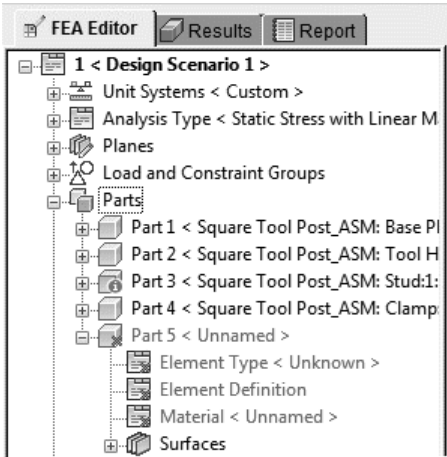 FEA Editor Results Report
1 < Design Scenario 1 >
Unit Systems < Custom >
Analysis Type < Static Stress with Linear M
Planes
Load and Constraint Groups
Parts
Part 1 < Square Tool Post_ASM: Base Pl
Part 2 < Square Tool Post_ASM: Tool H
Part 3 < Square Tool Post_ASM: Stud:1:
Part 4 < Square Tool Post_ASM: Clamp:
Part 5 < Unnamed >
Element Type < Unknown >
Element Definition
Material < Unnamed >
Surfaces